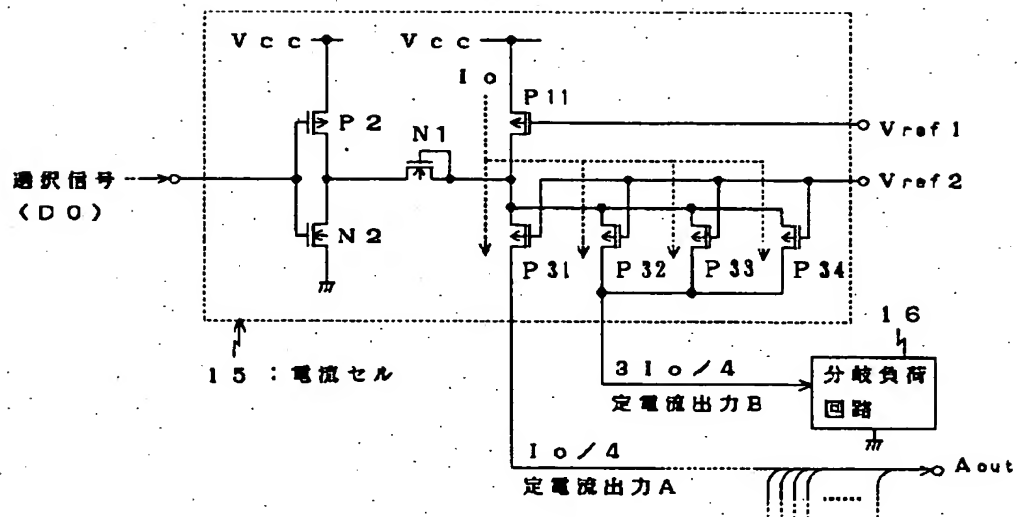 Vcc
Vcc
Io
P11
P2
N1
Vref1
選択信号
(D0)
Vref2
N2
P31
P32
P33
P34
15：電流セル
16
3Io/4
定電流出力B
分岐負荷
回路
Io/4
定電流出力A
Aout